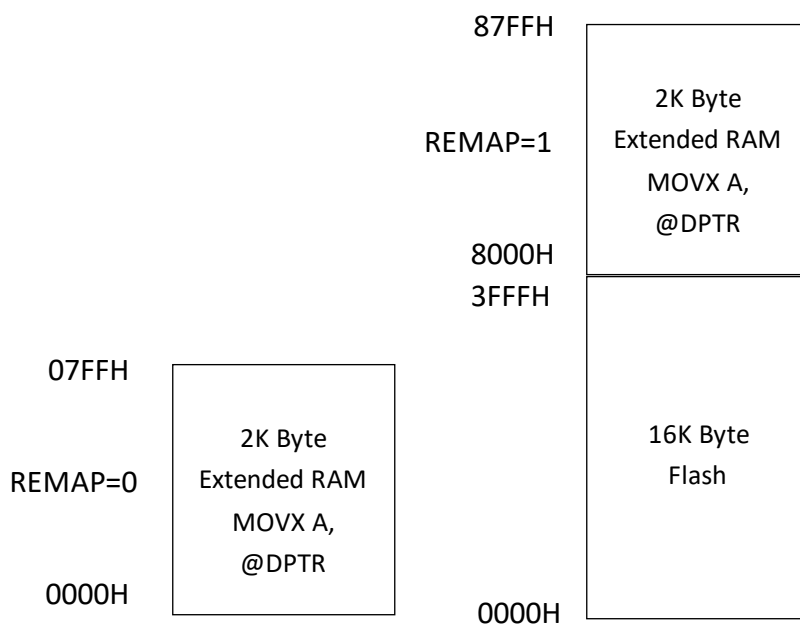 87FFH
2K Byte
Extended RAM
MOVX A,
@DPTR
REMAP=1
8000H
3FFFH
16K Byte
Flash
0000H
07FFH
2K Byte
Extended RAM
MOVX A,
@DPTR
REMAP=0
0000H